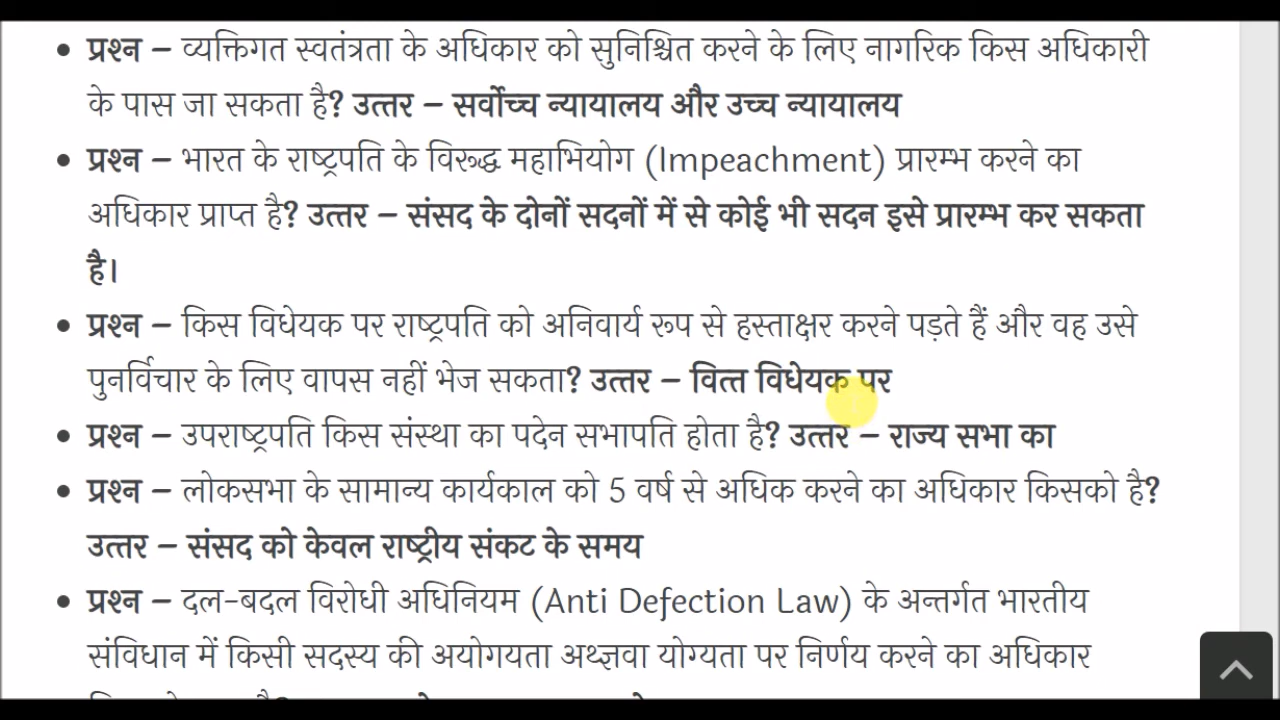 • प्रश्न – व्यक्तिगत स्वतंत्रता के अधिकार को सुनिश्चित करने के लिए नागरिक किस अधिकारी
के पास जा सकता है? उत्तर – सर्वोच्च न्यायालय और उच्च न्यायालय
• प्रश्न – भारत के राष्ट्रपति के विरुद्ध महाभियोग (Impeachment) प्रारम्भ करने का
अधिकार प्राप्त है? उत्तर – संसद के दोनों सदनों में से कोई भी सदन इसे प्रारम्भ कर सकता
है।
• प्रश्न – किस विधेयक पर राष्ट्रपति को अनिवार्य रूप से हस्ताक्षर करने पड़ते हैं और वह उसे
पुनर्विचार के लिए वापस नहीं भेज सकता? उत्तर – वित्त विधेयक पर
• प्रश्न – उपराष्ट्रपति किस संस्था का पदेन सभापति होता है? उत्तर – राज्य सभा का
• प्रश्न – लोकसभा के सामान्य कार्यकाल को 5 वर्ष से अधिक करने का अधिकार किसको है?
उत्तर – संसद को केवल राष्ट्रीय संकट के समय
• प्रश्न – दल-बदल विरोधी अधिनियम (Anti Defection Law) के अन्तर्गत भारतीय
संविधान में किसी सदस्य की अयोगयता अथ्ज्ञवा योग्यता पर निर्णय करने का अधिकार